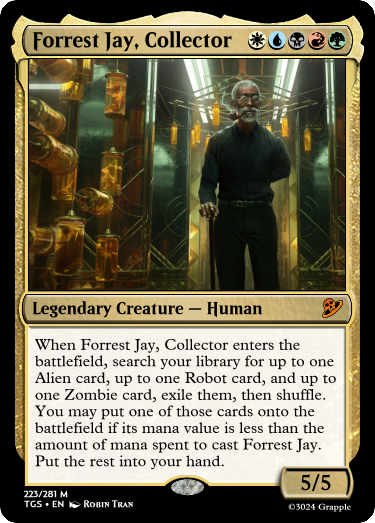 Forrest Jay, Collector
Legendary Creature — Human
When Forrest Jay, Collector enters the
battlefield, search your library for up to one
Alien card, up to one Robot card, and up to
one Zombie card, exile them, then shuffle.
You may put one of those cards onto the
battlefield if its mana value is less than the
amount of mana spent to cast Forrest Jay.
Put the rest into your hand.
5/5
223/281 M
TGS • EN Robin Tran
©3024 Grapple